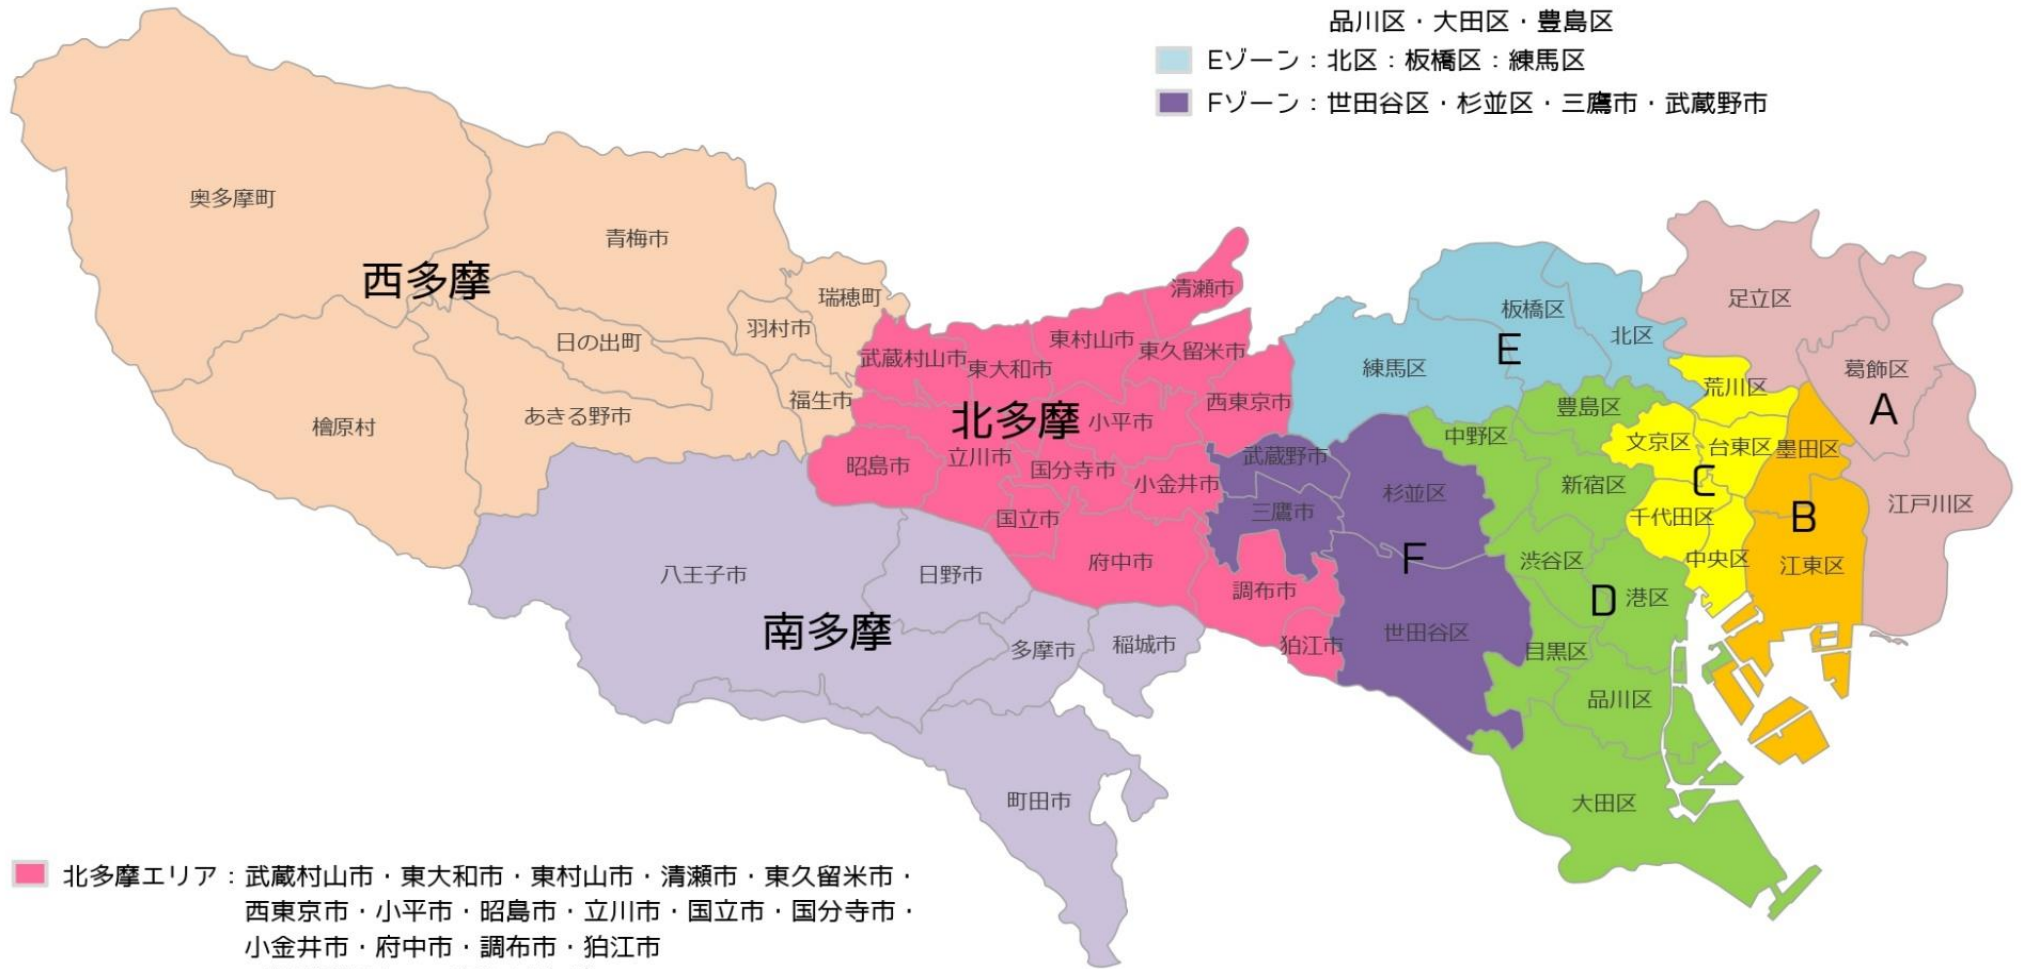 品川区・大田区・豊島区
Eゾーン：北区：板橋区：練馬区
Fゾーン：世田谷区・杉並区・三鷹市・武蔵野市
奥多摩町
青梅市
西多摩
瑞穂町
羽村市
日の出町
福生市
あきる野市
檜原村
清瀬市
東村山市
東久留米市
武蔵村山市
東大和市
西東京市
北多摩
小平市
昭島市
立川市
国分寺市
小金井市
国立市
府中市
調布市
狛江市
八王子市
日野市
南多摩
多摩市
稲城市
町田市
板橋区
北区
E
練馬区
足立区
葛飾区
A
江戸川区
荒川区
文京区
台東区
C
千代田区
中央区
墨田区
B
江東区
豊島区
中野区
新宿区
渋谷区
D
港区
目黒区
品川区
大田区
武蔵野市
三鷹市
杉並区
F
世田谷区
北多摩エリア：武蔵村山市・東大和市・東村山市・清瀬市・東久留米市・
西東京市・小平市・昭島市・立川市・国立市・国分寺市・
小金井市・府中市・調布市・狛江市